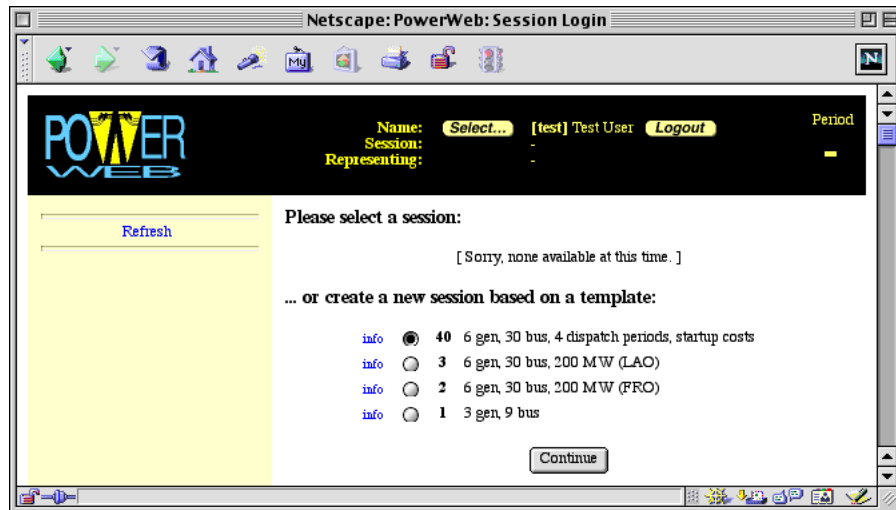 Netscape: PowerWeb: Session Login
My
N
POWER
WEB
Name: Select... [test] Test User Logout
Session: -
Representing: -
Period
-
Refresh
Please select a session:
[ Sorry, none available at this time. ]
... or create a new session based on a template:
info 40 6 gen, 30 bus, 4 dispatch periods, startup costs
info 3 6 gen, 30 bus, 200 MW (LAO)
info 2 6 gen, 30 bus, 200 MW (FRO)
info 1 3 gen, 9 bus
Continue